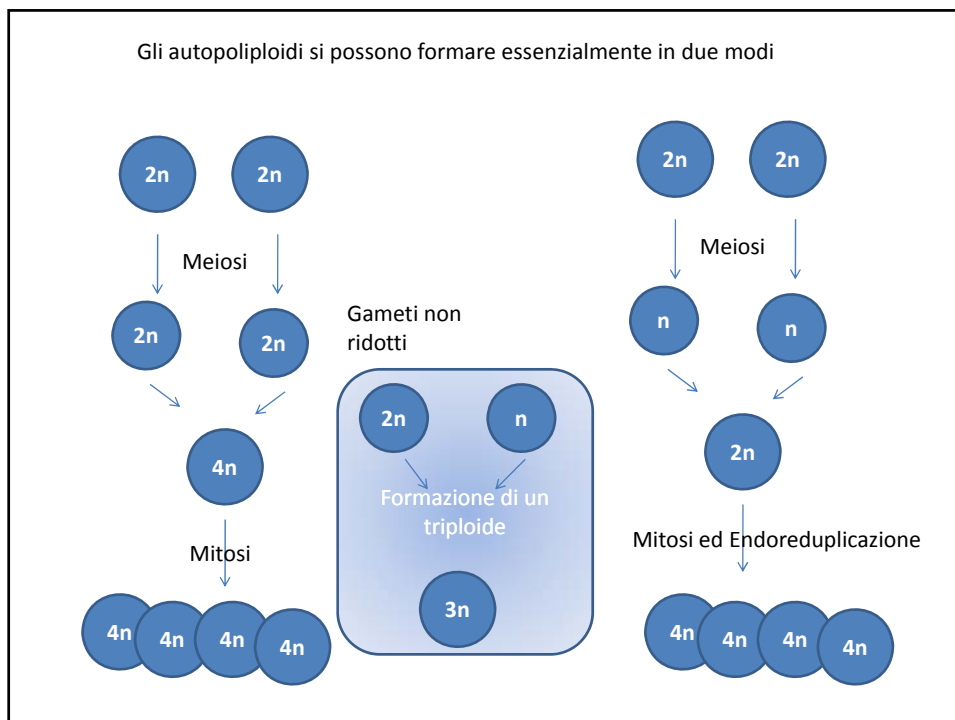 Gli autopoliploidi si possono formare essenzialmente in due modi
2n 2n
Meiosi
2n 2n
4n
Mitosi
4n 4n 4n 4n
Gameti non
ridotti
2n n
Formazione di un
triploide
3n
2n 2n
Meiosi
n n
2n
Mitosi ed Endoreduplicazione
4n 4n 4n 4n